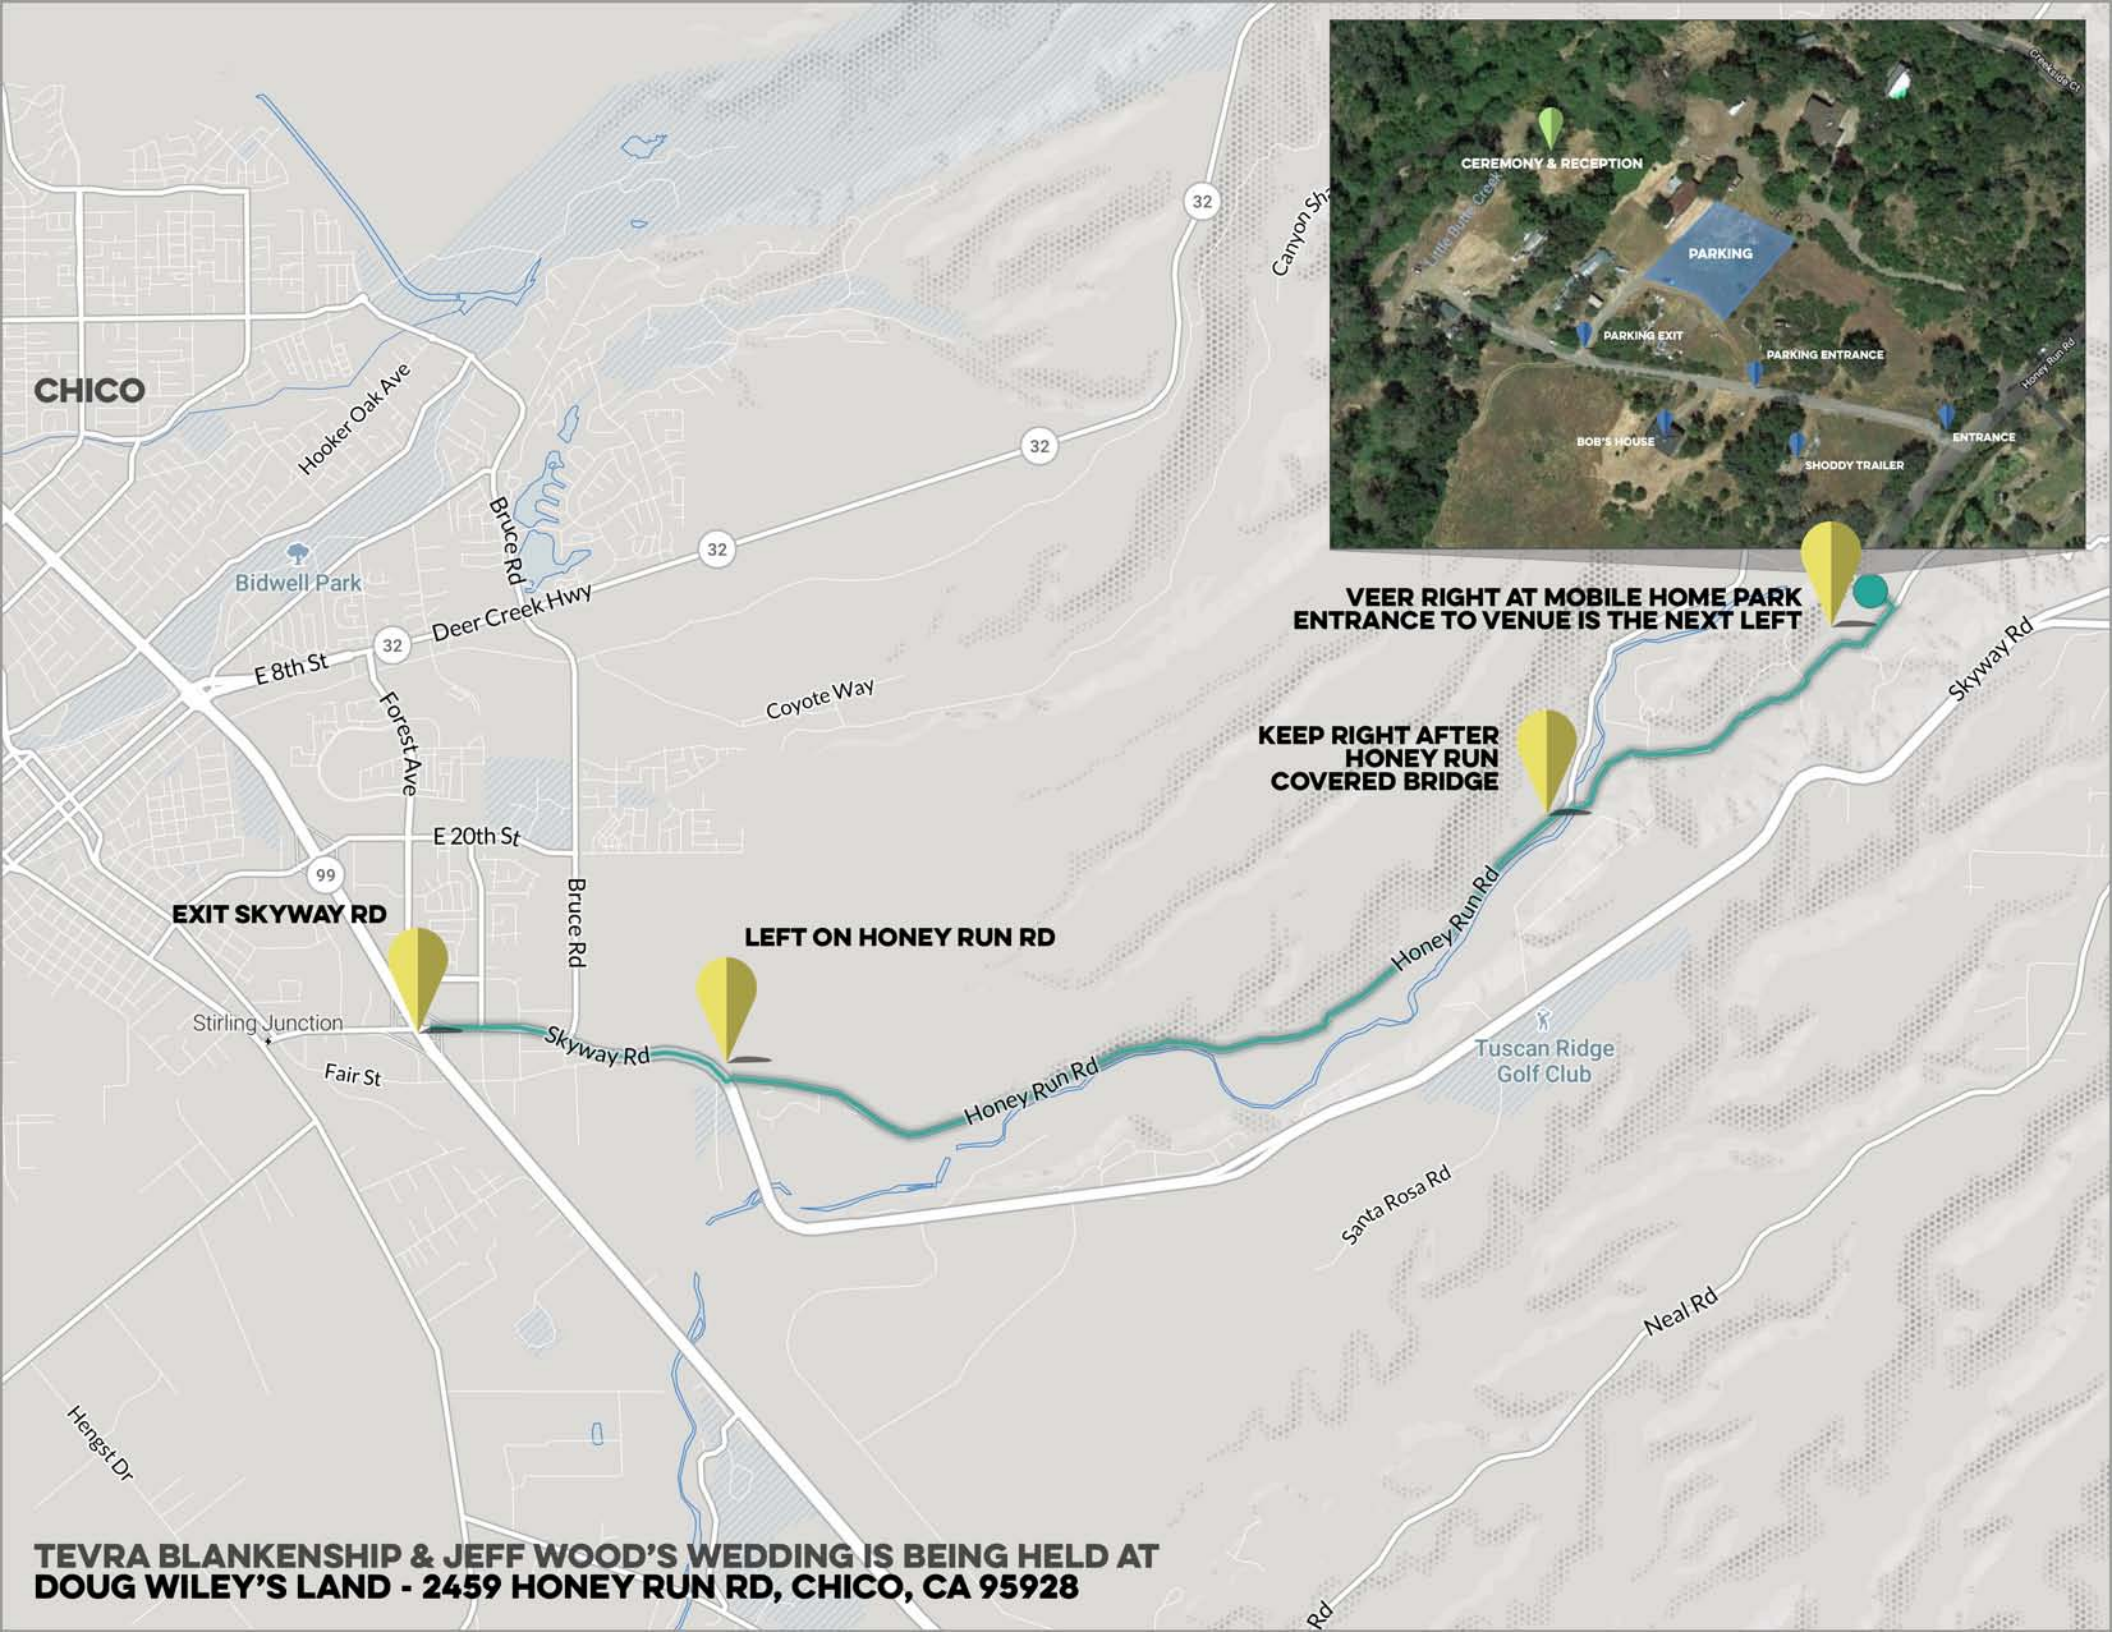 Creekside Ct
CEREMONY & RECEPTION
Little Butte Creek
PARKING
PARKING EXIT
PARKING ENTRANCE
Honey Run Rd
BOB'S HOUSE
ENTRANCE
SHODDY TRAILER
32
Canyon Sha
CHICO
Hooker Oak Ave
32
Bruce Rd
32
Bidwell Park
Deer Creek Hwy
32
E 8th St
VEER RIGHT AT MOBILE HOME PARK
ENTRANCE TO VENUE IS THE NEXT LEFT
Skyway Rd
Coyote Way
Forest Ave
KEEP RIGHT AFTER
HONEY RUN
COVERED BRIDGE
E 20th St
99
EXIT SKYWAY RD
Bruce Rd
LEFT ON HONEY RUN RD
Honey Run Rd
Stirling Junction
Skyway Rd
Fair St
Honey Run Rd
Tuscan Ridge
Golf Club
Santa Rosa Rd
Neal Rd
Hengst Dr
TEVRA BLANKENSHIP & JEFF WOOD'S WEDDING IS BEING HELD AT
DOUG WILEY'S LAND - 2459 HONEY RUN RD, CHICO, CA 95928
Rd